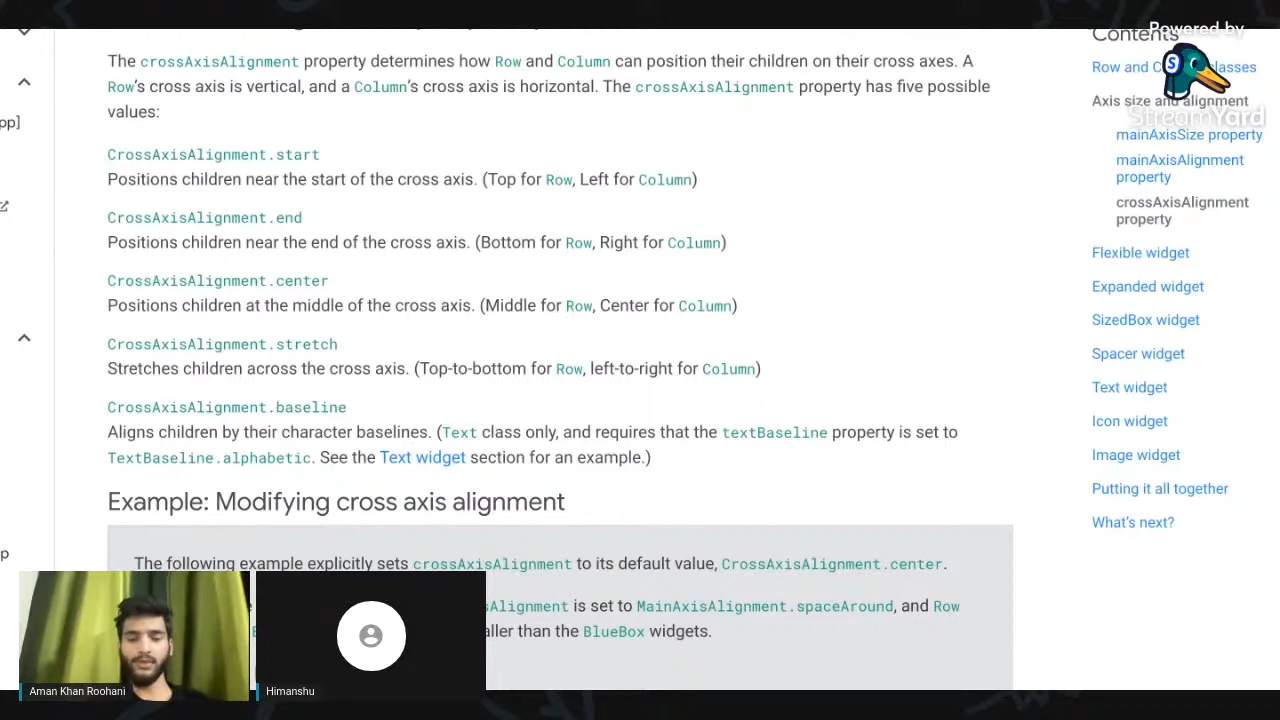 The crossAxisAlignment property determines how Row and Column can position their children on their cross axes. A
Row's cross axis is vertical, and a Column's cross axis is horizontal. The crossAxisAlignment property has five possible
values:
CrossAxisAlignment.start
Positions children near the start of the cross axis. (Top for Row, Left for Column)
CrossAxisAlignment.end
Positions children near the end of the cross axis. (Bottom for Row, Right for Column)
CrossAxisAlignment.center
Positions children at the middle of the cross axis. (Middle for Row, Center for Column)
CrossAxisAlignment.stretch
Stretches children across the cross axis. (Top-to-bottom for Row, left-to-right for Column)
CrossAxisAlignment.baseline
Aligns children by their character baselines. (Text class only, and requires that the textBaseline property is set to
TextBaseline.alphabetic. See the Text widget section for an example.)
Example: Modifying cross axis alignment
The following example explicitly sets crossAxisAlignment to its default value, CrossAxisAlignment.center.
sAlignment is set to MainAxisAlignment.spaceAround, and Row
aller than the BlueBox widgets.
pp]
p
Contents
Row and C classes
Axis size and alignment
mainAxisSize property
mainAxisAlignment
property
crossAxisAlignment
property
Flexible widget
Expanded widget
SizedBox widget
Spacer widget
Text widget
Icon widget
Image widget
Putting it all together
What's next?
Powered by
S
StreamYard
Aman Khan Roohani
Himanshu